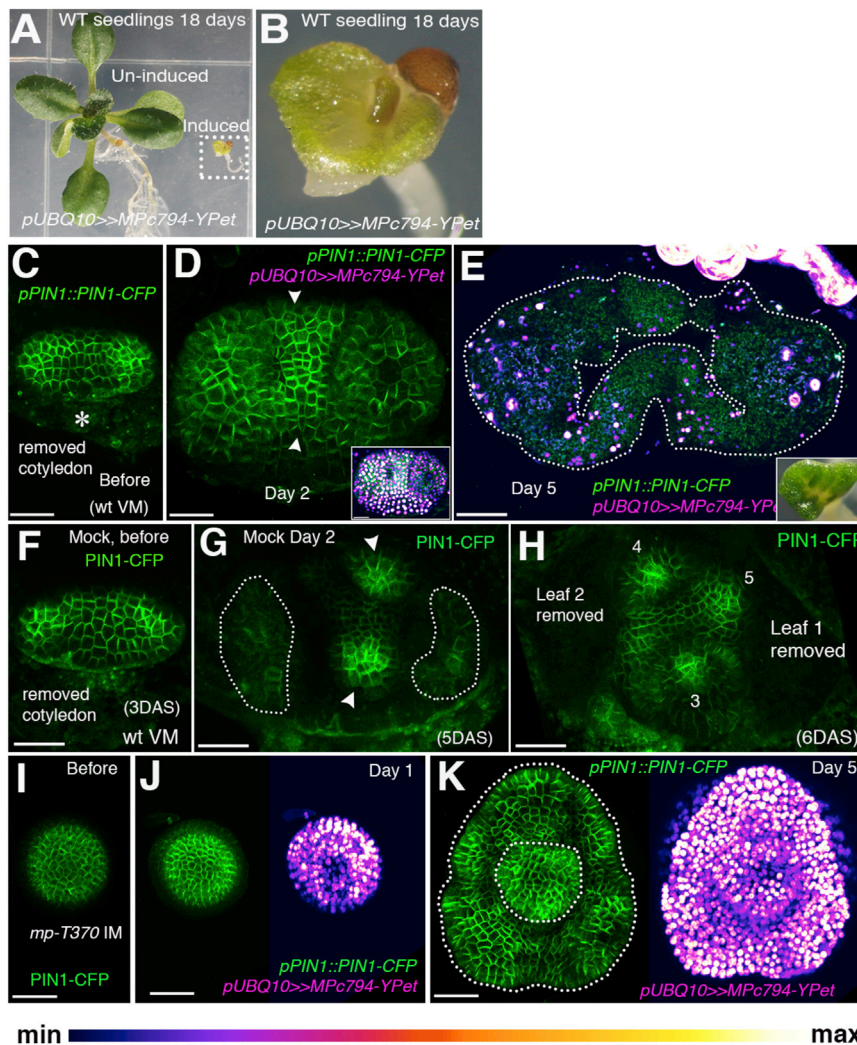 A
WT seedlings 18 days
Un-induced
Induced
pUBQ10>>MPc794-YPet
B
WT seedlings 18 days
pUBQ10>>MPc794-YPet
C
pPIN1::PIN1-CFP
*
removed
cotyledon
Before
(wt VM)
D
pPIN1::PIN1-CFP
pUBQ10>>MPc794-YPet
Day 2
E
Day 5
pPIN1::PIN1-CFP
pUBQ10>>MPc794-YPe
F
Mock, before
PIN1-CFP
removed
cotyledon
(3DAS)
wt VM
G
Mock Day 2
PIN1-CFP
(5DAS)
H
PIN1-CFP
4
5
Leaf 2
removed
Leaf 1
removed
3
(6DAS)
I
Before
mp-T370 IM
PIN1-CFP
J
Day 1
pPIN1::PIN1-CFP
pUBQ10>>MPc794-YPet
K
pPIN1::PIN1-CFP
Day 5
pUBQ10>>MPc794-YPet
min
max